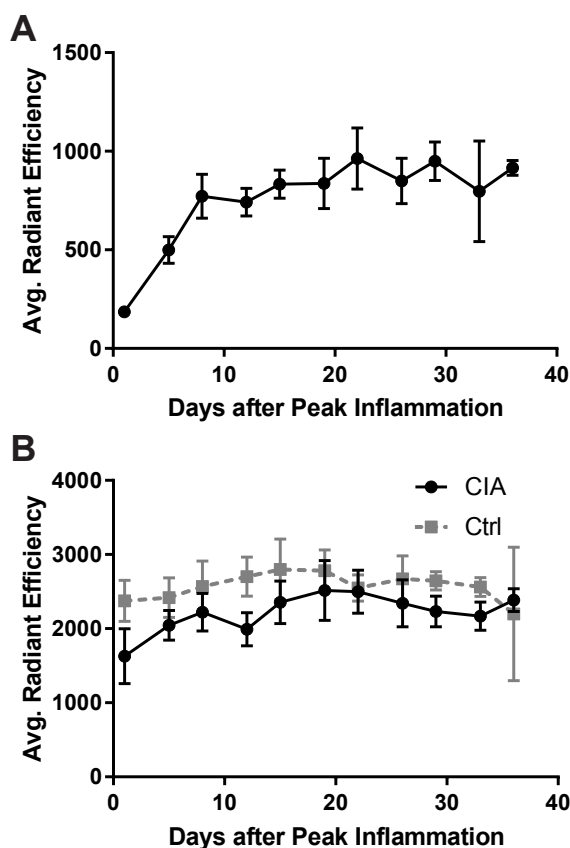 A
1500
1000
500
0
0 10 20 30 40
Avg. Radiant Efficiency
Days after Peak Inflammation
B
4000
3000
2000
1000
0
0 10 20 30 40
Avg. Radiant Efficiency
CIA
Ctrl
Days after Peak Inflammation